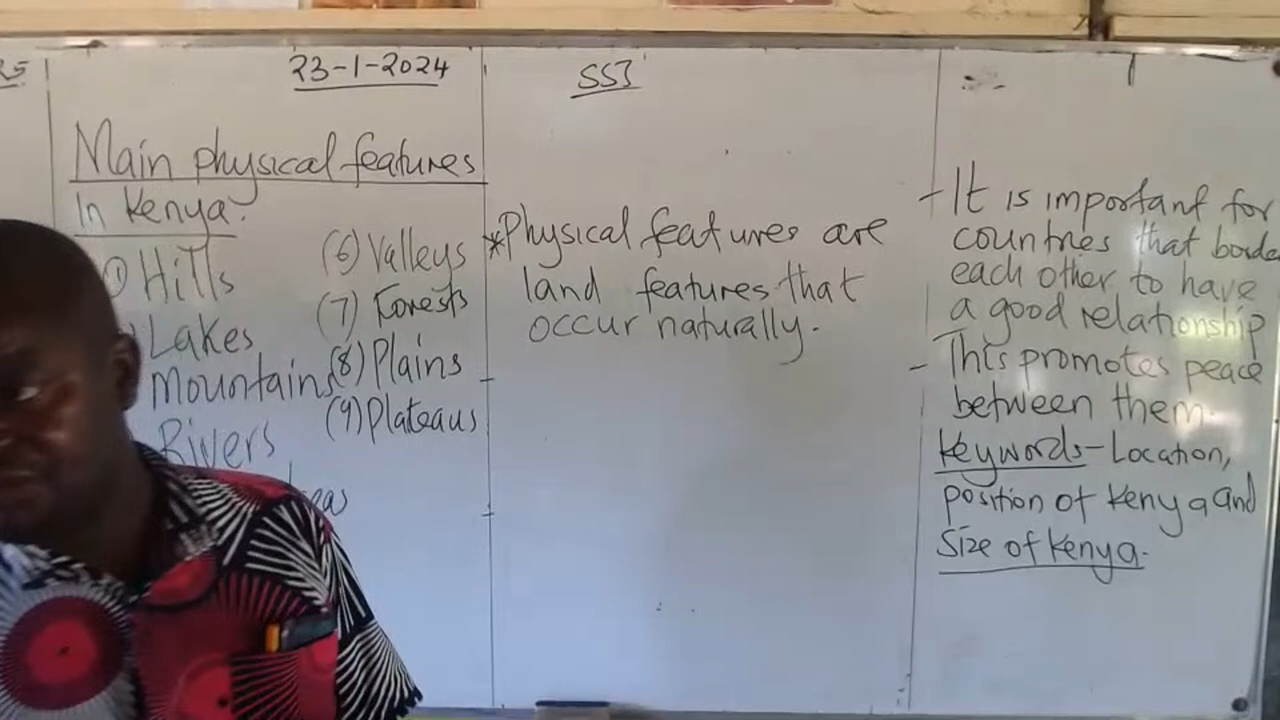 23-1-2024
SST
Main physical features
In Kenya.
① Hills
Lakes
Mountains
Rivers
(6) Valleys
(7) Forests
(8) Plains
(9) Plateaus
*Physical features are
land features that
occur naturally.
- It is important for
countries that borde
each other to have
a good relationship
- This promotes peace
between them.
Keywords - Location,
position of Kenya and
Size of Kenya.